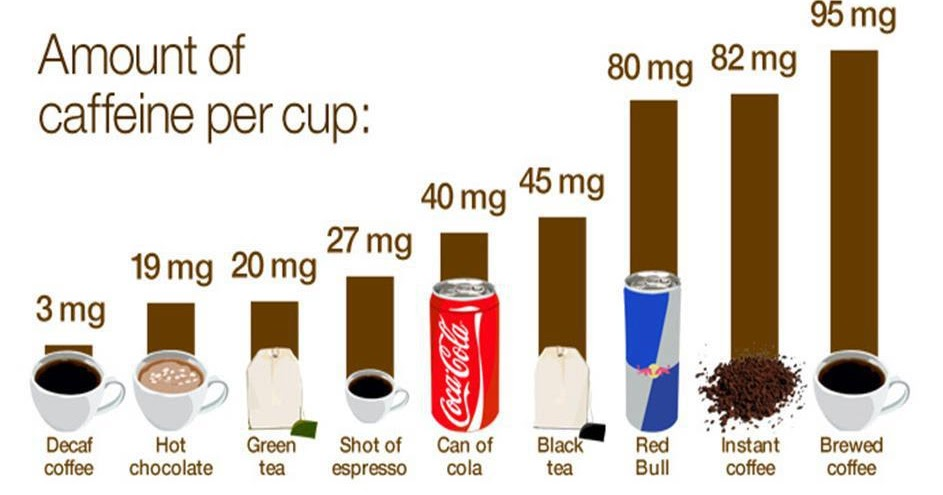 Amount of
caffeine per cup:
3 mg
19 mg
20 mg
27 mg
40 mg
45 mg
80 mg
82 mg
95 mg
Coca-Cola
Decaf
coffee
Hot
chocolate
Green
tea
Shot of
espresso
Can of
cola
Black
tea
Red
Bull
Instant
coffee
Brewed
coffee